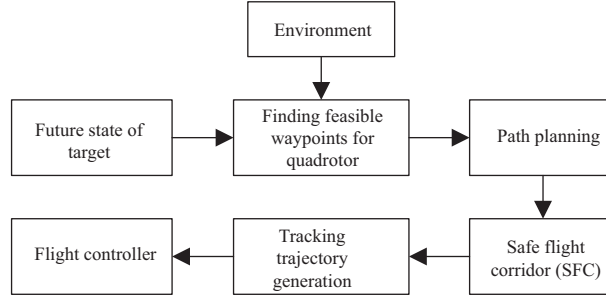 Environment
Future state of
target
Finding feasible
waypoints for
quadrotor
Path planning
Flight controller
Tracking
trajectory
generation
Safe flight
corridor (SFC)